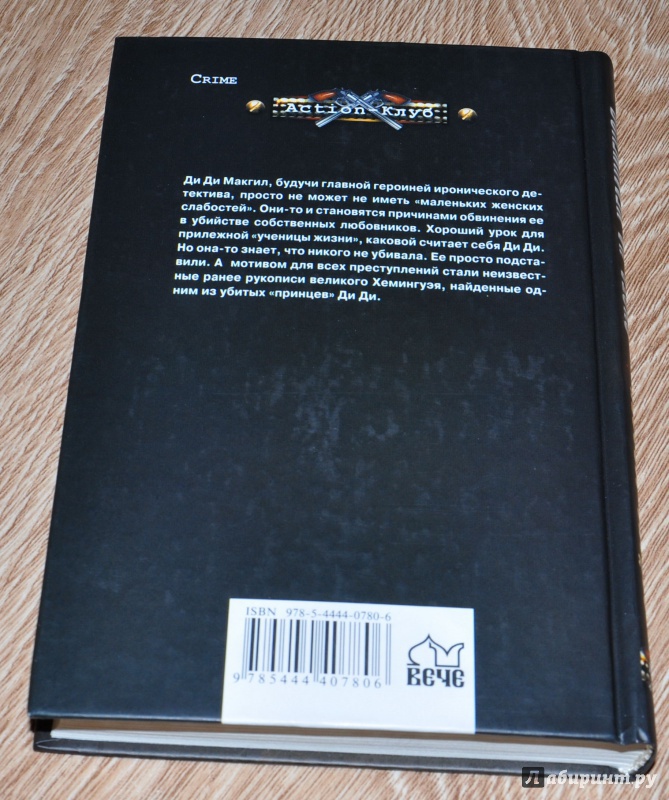 CRIME
Action-Клуб
Ди Ди Макгил, будучи главной героиней иронического де-
тектива, просто не может не иметь «маленьких женских
слабостей». Они-то и становятся причинами обвинения ее
в убийстве собственных любовников. Хороший урок для
прилежной «ученицы жизни», каковой считает себя Ди Ди.
Но она-то знает, что никого не убивала. Ее просто подста-
вили. А мотивом для всех преступлений стали неизвест-
ные ранее рукописи великого Хемингуэя, найденные од-
ним из убитых «принцев» Ди Ди.
ISBN 978-5-4444-0780-6
9 785444 407806
ВЕЧЕ
Лабиринт.ру